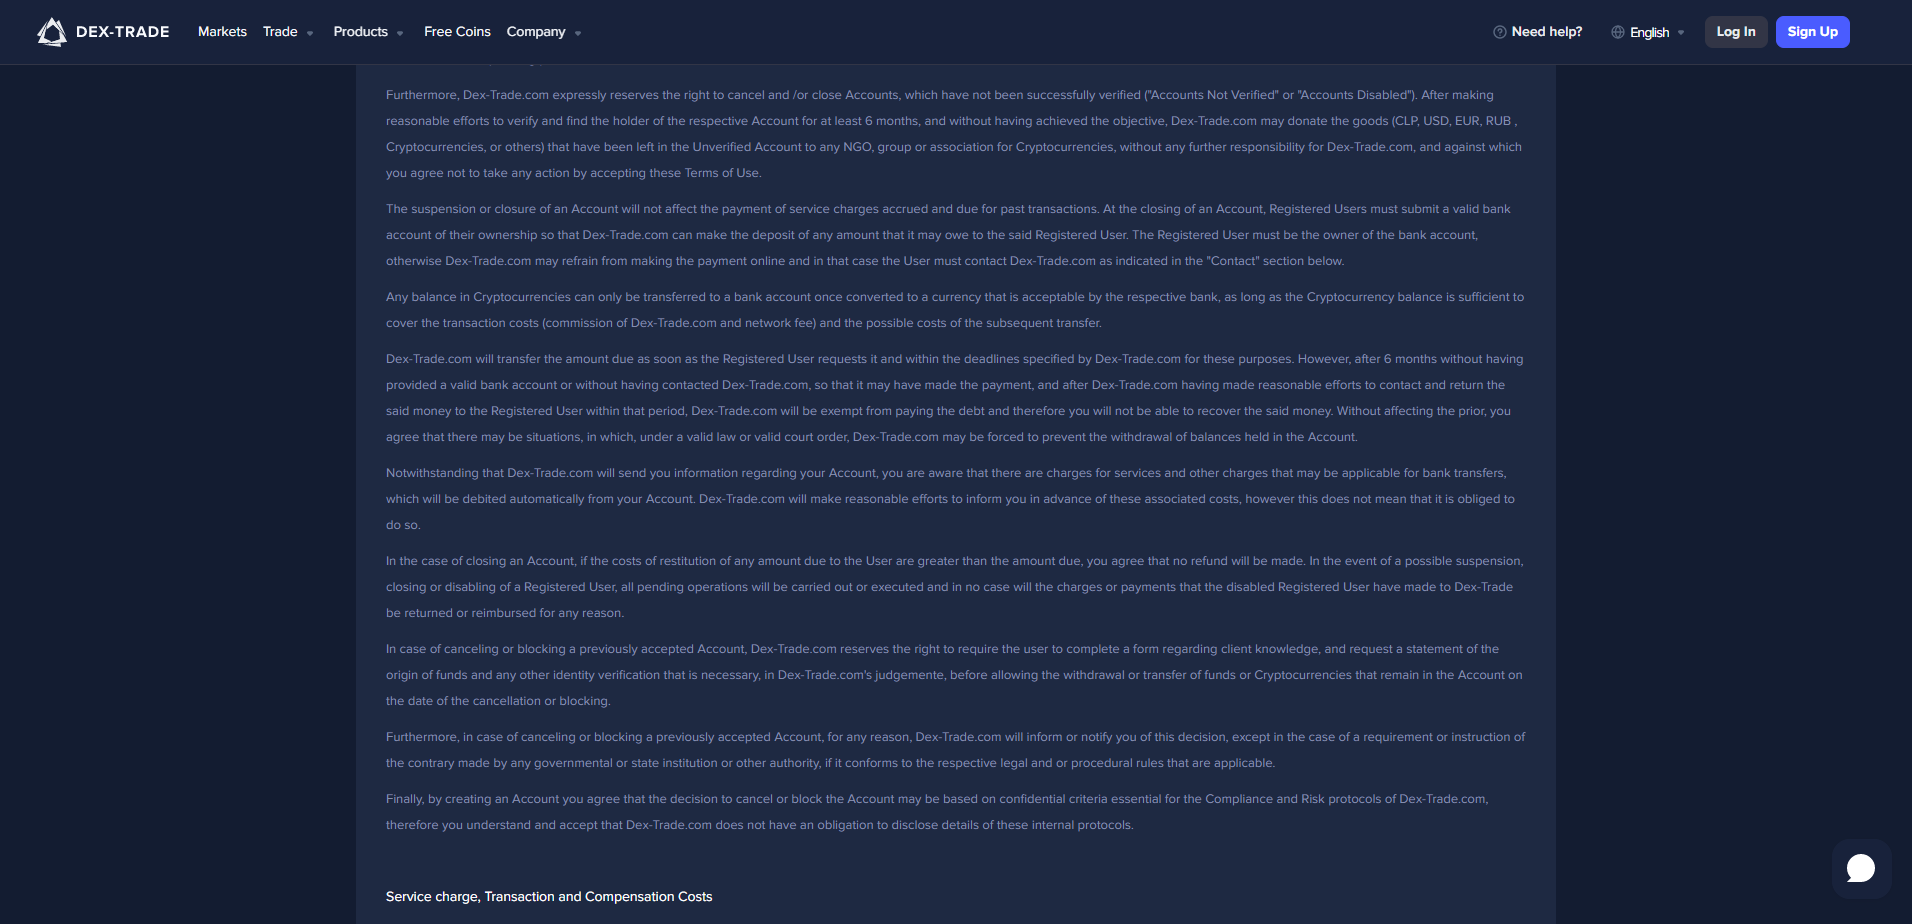 DEX-TRADE Markets Trade Products Free Coins Company Need help? English Log In Sign Up
Furthermore, Dex-Trade.com expressly reserves the right to cancel and /or close Accounts, which have not been successfully verified ("Accounts Not Verified" or "Accounts Disabled"). After making
reasonable efforts to verify and find the holder of the respective Account for at least 6 months, and without having achieved the objective, Dex-Trade.com may donate the goods (CLP, USD, EUR, RUB ,
Cryptocurrencies, or others) that have been left in the Unverified Account to any NGO, group or association for Cryptocurrencies, without any further responsibility for Dex-Trade.com, and against which
you agree not to take any action by accepting these Terms of Use.
The suspension or closure of an Account will not affect the payment of service charges accrued and due for past transactions. At the closing of an Account, Registered Users must submit a valid bank
account of their ownership so that Dex-Trade.com can make the deposit of any amount that it may owe to the said Registered User. The Registered User must be the owner of the bank account,
otherwise Dex-Trade.com may refrain from making the payment online and in that case the User must contact Dex-Trade.com as indicated in the "Contact" section below.
Any balance in Cryptocurrencies can only be transferred to a bank account once converted to a currency that is acceptable by the respective bank, as long as the Cryptocurrency balance is sufficient to
cover the transaction costs (commission of Dex-Trade.com and network fee) and the possible costs of the subsequent transfer.
Dex-Trade.com will transfer the amount due as soon as the Registered User requests it and within the deadlines specified by Dex-Trade.com for these purposes. However, after 6 months without having
provided a valid bank account or without having contacted Dex-Trade.com, so that it may have made the payment, and after Dex-Trade.com having made reasonable efforts to contact and return the
said money to the Registered User within that period, Dex-Trade.com will be exempt from paying the debt and therefore you will not be able to recover the said money. Without affecting the prior, you
agree that there may be situations, in which, under a valid law or valid court order, Dex-Trade.com may be forced to prevent the withdrawal of balances held in the Account.
Notwithstanding that Dex-Trade.com will send you information regarding your Account, you are aware that there are charges for services and other charges that may be applicable for bank transfers,
which will be debited automatically from your Account. Dex-Trade.com will make reasonable efforts to inform you in advance of these associated costs, however this does not mean that it is obliged to
do so.
In the case of closing an Account, if the costs of restitution of any amount due to the User are greater than the amount due, you agree that no refund will be made. In the event of a possible suspension,
closing or disabling of a Registered User, all pending operations will be carried out or executed and in no case will the charges or payments that the disabled Registered User have made to Dex-Trade
be returned or reimbursed for any reason.
In case of canceling or blocking a previously accepted Account, Dex-Trade.com reserves the right to require the user to complete a form regarding client knowledge, and request a statement of the
origin of funds and any other identity verification that is necessary, in Dex-Trade.com's judgemente, before allowing the withdrawal or transfer of funds or Cryptocurrencies that remain in the Account on
the date of the cancellation or blocking.
Furthermore, in case of canceling or blocking a previously accepted Account, for any reason, Dex-Trade.com will inform or notify you of this decision, except in the case of a requirement or instruction of
the contrary made by any governmental or state institution or other authority, if it conforms to the respective legal and or procedural rules that are applicable.
Finally, by creating an Account you agree that the decision to cancel or block the Account may be based on confidential criteria essential for the Compliance and Risk protocols of Dex-Trade.com,
therefore you understand and accept that Dex-Trade.com does not have an obligation to disclose details of these internal protocols.
Service charge, Transaction and Compensation Costs